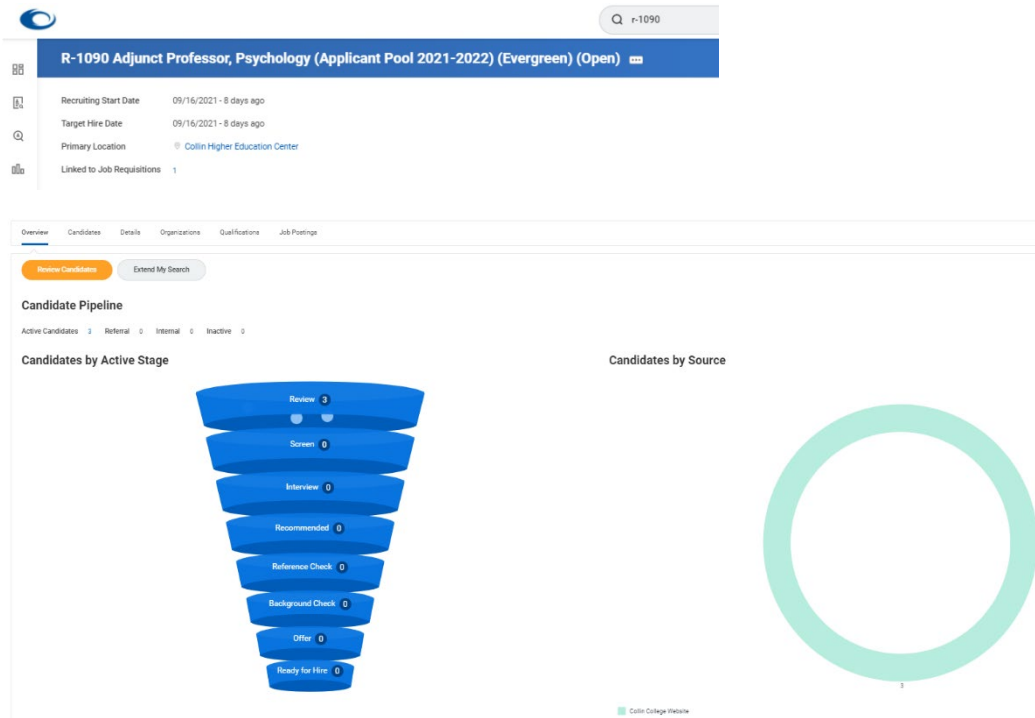 r-1090
R-1090 Adjunct Professor, Psychology (Applicant Pool 2021-2022) (Evergreen) (Open)
Recruiting Start Date 09/16/2021 - 8 days ago
Target Hire Date 09/16/2021 - 8 days ago
Primary Location Collin Higher Education Center
Linked to Job Requisitions 1
Overview Candidates Details Organizations Qualifications Job Postings
Review Candidates Extend My Search
Candidate Pipeline
Active Candidates 3 Referral 0 Internal 0 Inactive 0
Candidates by Active Stage Candidates by Source
Review 3
Screen 0
Interview 0
Recommended 0
Reference Check 0
Background Check 0
Offer 0
Ready for Hire 0
3
Collin College Website